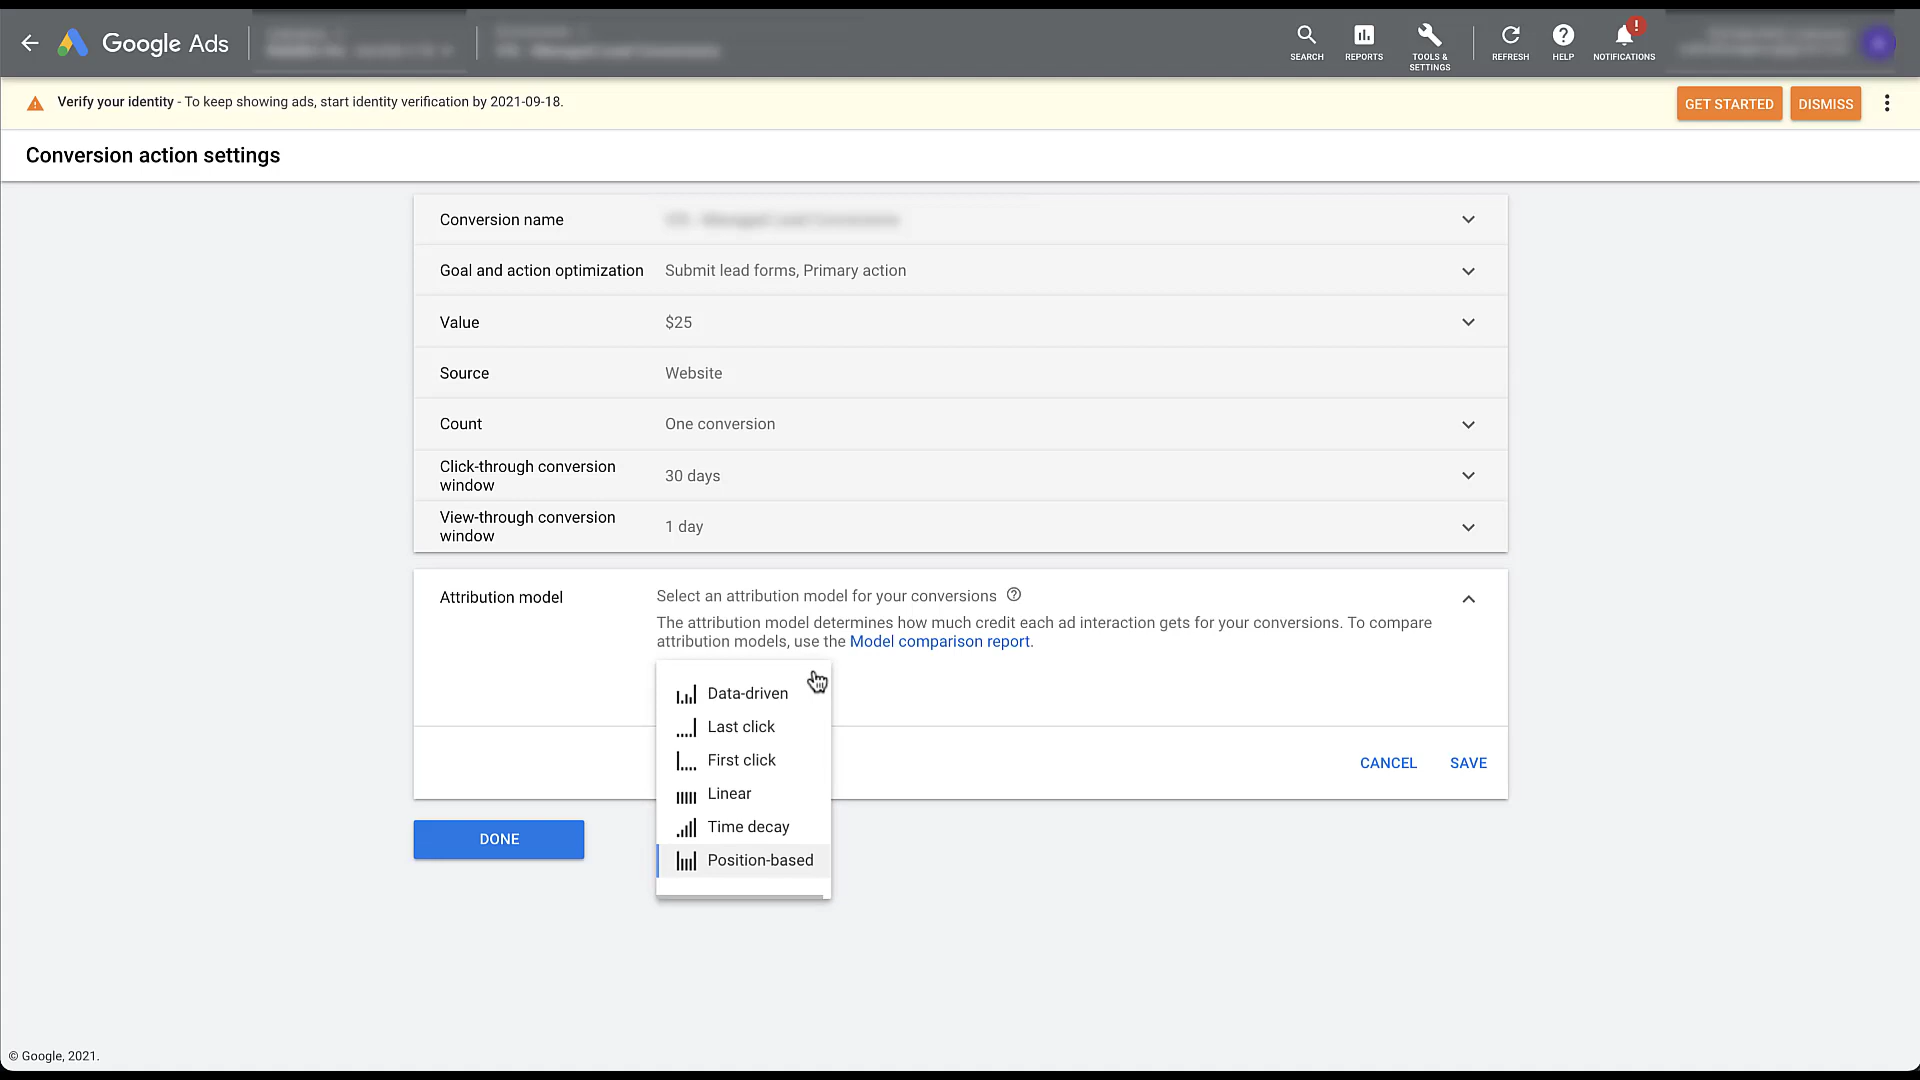 Google Ads
SEARCH
REPORTS
TOOLS &
SETTINGS
REFRESH
HELP
!
NOTIFICATIONS
Verify your identity - To keep showing ads, start identity verification by 2021-09-18.
GET STARTED
DISMISS
Conversion action settings
Conversion name
Goal and action optimization
Submit lead forms, Primary action
Value
$25
Source
Website
Count
One conversion
Click-through conversion
window
30 days
View-through conversion
window
1 day
Attribution model
Select an attribution model for your conversions
The attribution model determines how much credit each ad interaction gets for your conversions. To compare
attribution models, use the Model comparison report.
Data-driven
Last click
First click
Linear
Time decay
Position-based
CANCEL
SAVE
DONE
© Google, 2021.